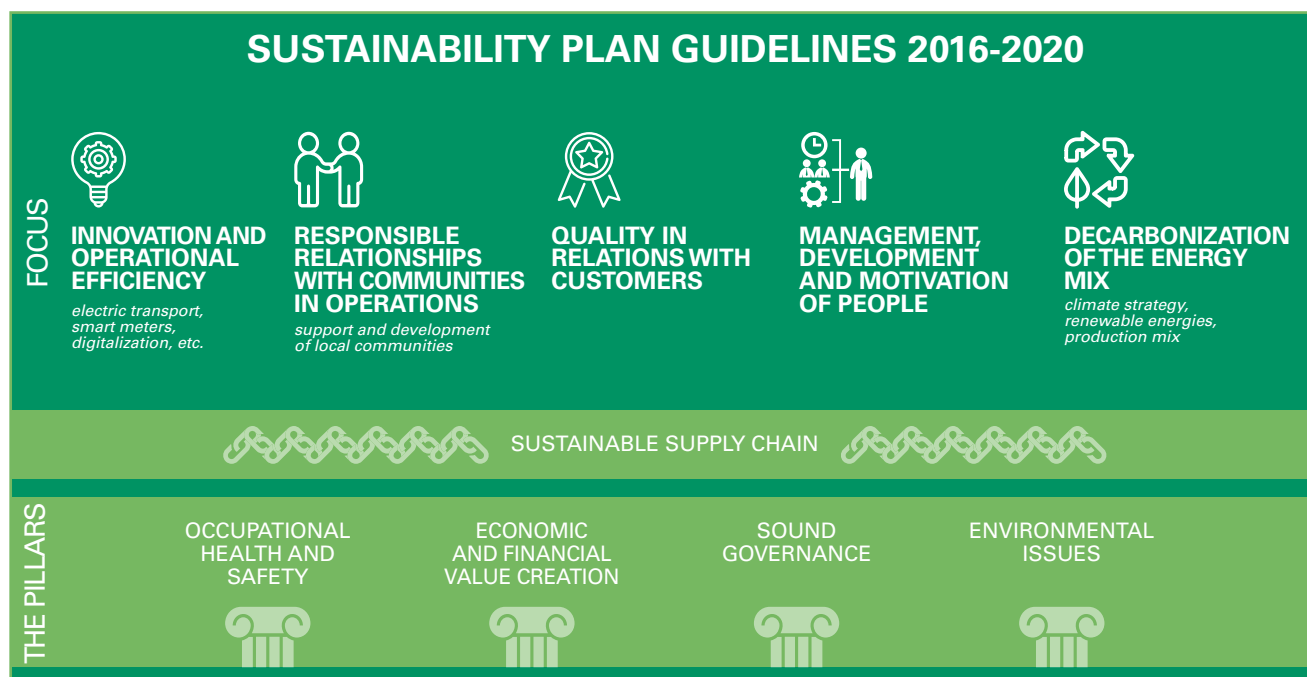 SUSTAINABILITY PLAN GUIDELINES 2016-2020
FOCUS
INNOVATION AND
OPERATIONAL
EFFICIENCY
electric transport,
smart meters,
digitalization, etc.
RESPONSIBLE
RELATIONSHIPS
WITH COMMUNITIES
IN OPERATIONS
support and development
of local communities
QUALITY IN
RELATIONS WITH
CUSTOMERS
MANAGEMENT,
DEVELOPMENT
AND MOTIVATION
OF PEOPLE
DECARBONIZATION
OF THE ENERGY
MIX
climate strategy,
renewable energies,
production mix
SUSTAINABLE SUPPLY CHAIN
THE PILLARS
OCCUPATIONAL
HEALTH AND
SAFETY
ECONOMIC
AND FINANCIAL
VALUE CREATION
SOUND
GOVERNANCE
ENVIRONMENTAL
ISSUES